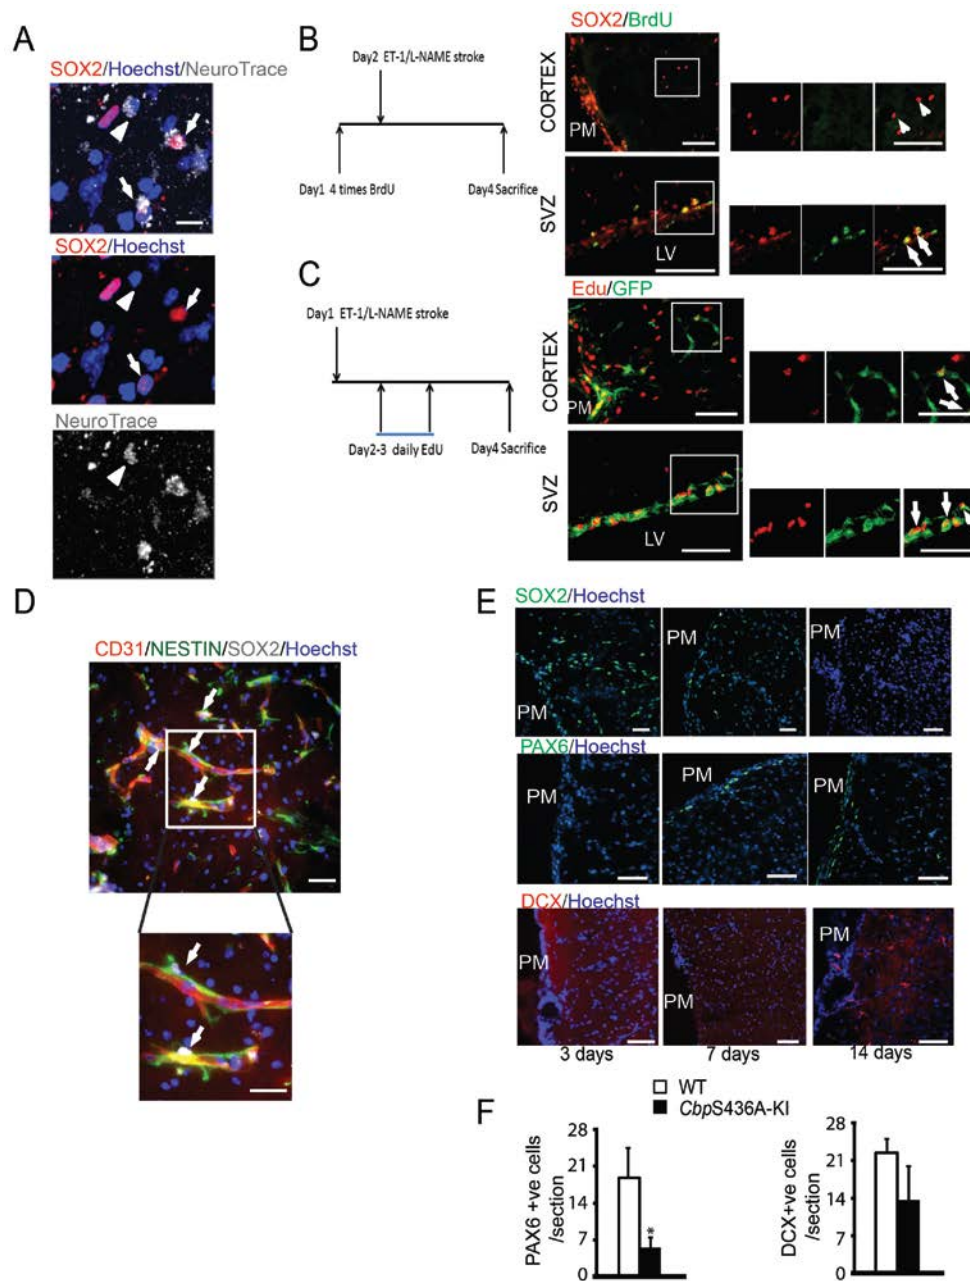 A
SOX2/Hoechst/NeuroTrace
SOX2/Hoechst
NeuroTrace
B
Day2 ET-1/L-NAME stroke
Day1 4 times BrdU
Day4 Sacrifice
SOX2/BrdU
CORTEX
PM
SVZ
LV
C
Day1 ET-1/L-NAME stroke
Day2-3 daily EdU
Day4 Sacrifice
Edu/GFP
CORTEX
PM
SVZ
LV
D
CD31/NESTIN/SOX2/Hoechst
E
SOX2/Hoechst
PM
PM
PM
PAX6/Hoechst
PM
PM
PM
DCX/Hoechst
PM
PM
PM
3 days
7 days
14 days
WT
CbpS436A-KI
F
PAX6 +ve cells
/section
28
21
14
7
0
*
DCX+ve cells
/section
28
21
14
7
0